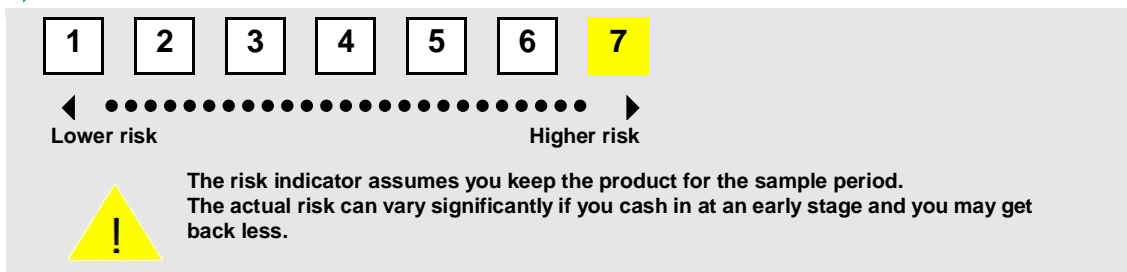 1 2 3 4 5 6 7
Lower risk Higher risk
The risk indicator assumes you keep the product for the sample period.
The actual risk can vary significantly if you cash in at an early stage and you may get
back less.
!